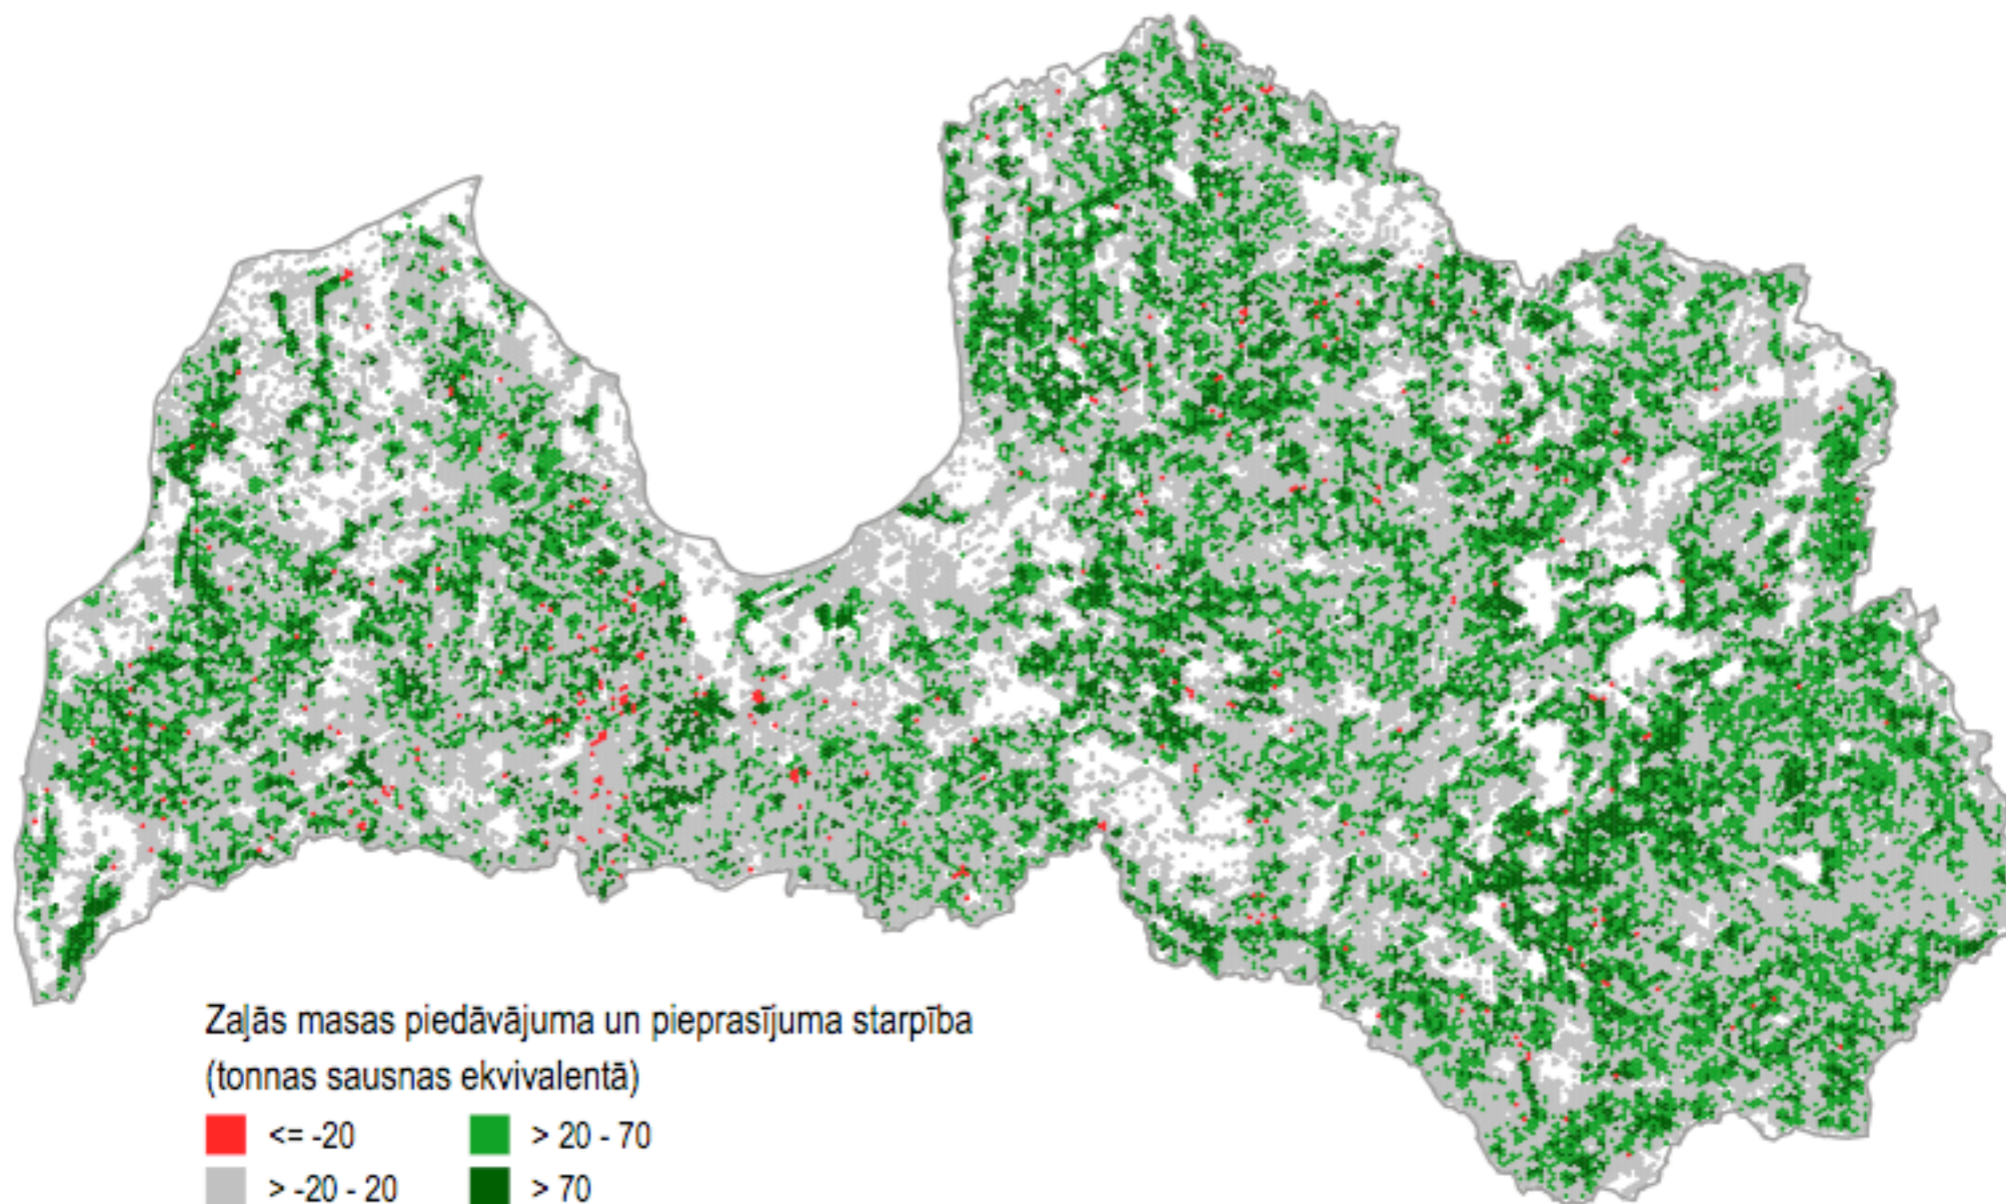 Zaļās masas piedāvājuma un pieprasījuma starpība
(tonnas sausnas ekvivalentā)
<= -20 > 20 - 70
> -20 - 20 > 70